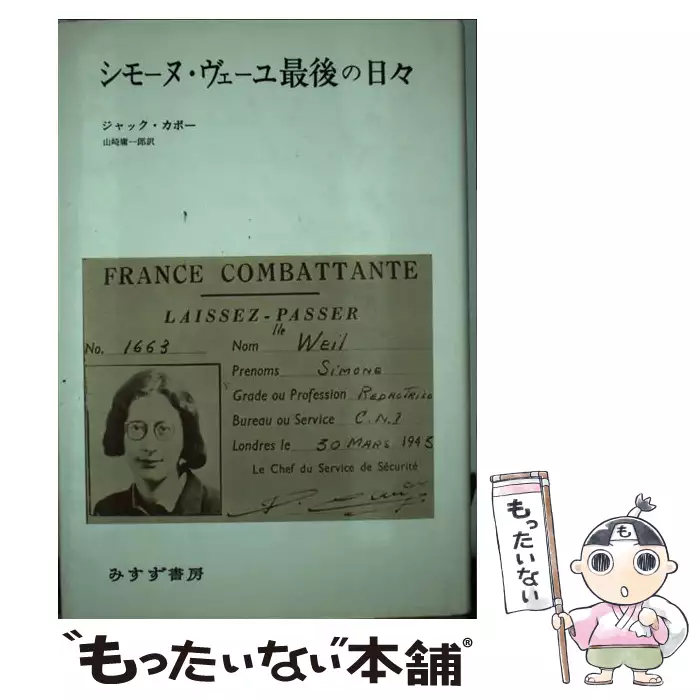 シモーヌ・ヴェーユ最後の日々
ジャック・カボー
山崎庸一郎訳
FRANCE COMBATTANTE
LAISSEZ-PASSER
No. 1663
Nom Mlle Weil
Prenoms SIMONE
Grade ou Profession REDACTRICE
Bureau ou Service C.N.I
Londres le 30 MARS 1943
Le Chef du Service de Sécurité
みすず書房
も
もったいない
"もったいない"本舗®